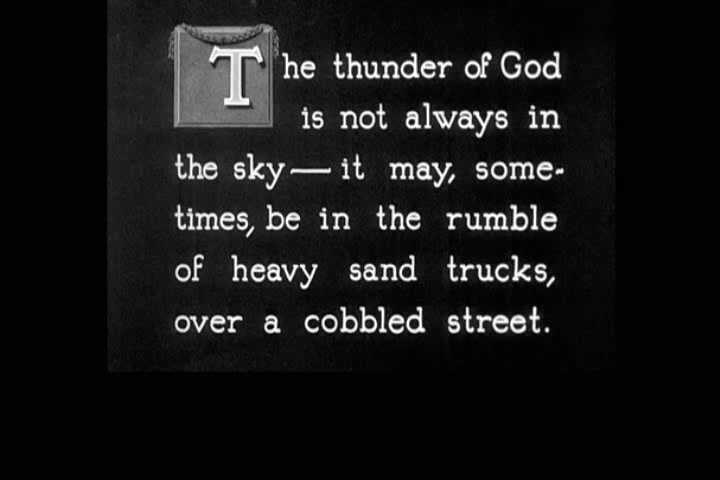 The thunder of God
is not always in
the sky — it may, some-
times, be in the rumble
of heavy sand trucks,
over a cobbled street.